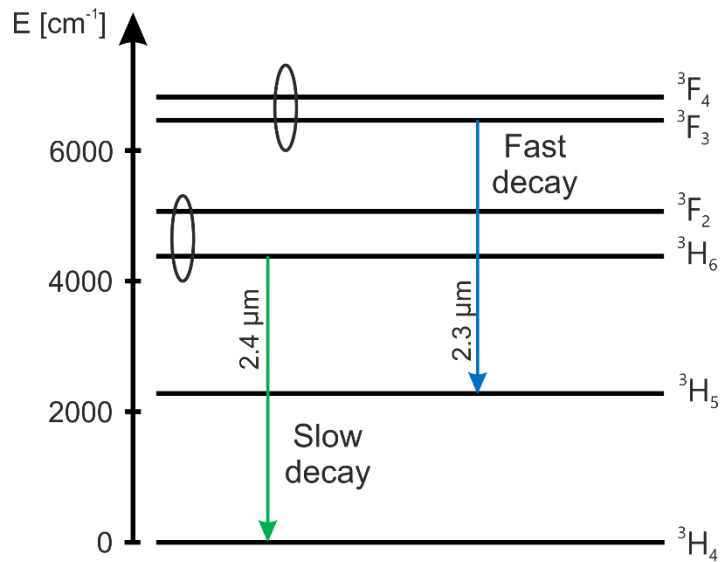 E [cm⁻¹]
³F₄
³F₃
6000
Fast
decay
³F₂
³H₆
4000
2.4 µm
2.3 µm
³H₅
2000
Slow
decay
0
³H₄